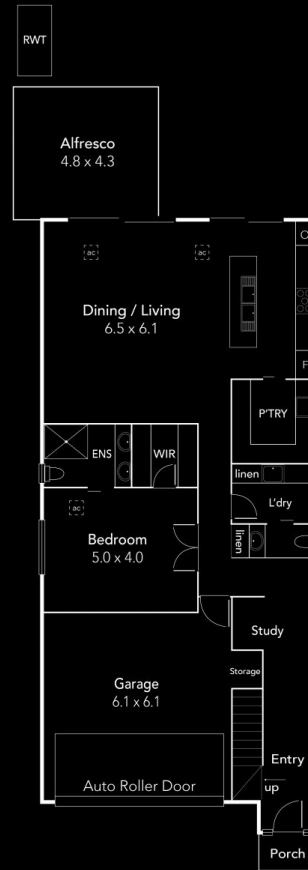 RWT
Alfresco
4.8 x 4.3
ac
ac
Dining / Living
6.5 x 6.1
P'TRY
ENS
WIR
linen
L'dry
linen
ac
Bedroom
5.0 x 4.0
Study
Storage
Garage
6.1 x 6.1
Entry
up
Auto Roller Door
Porch